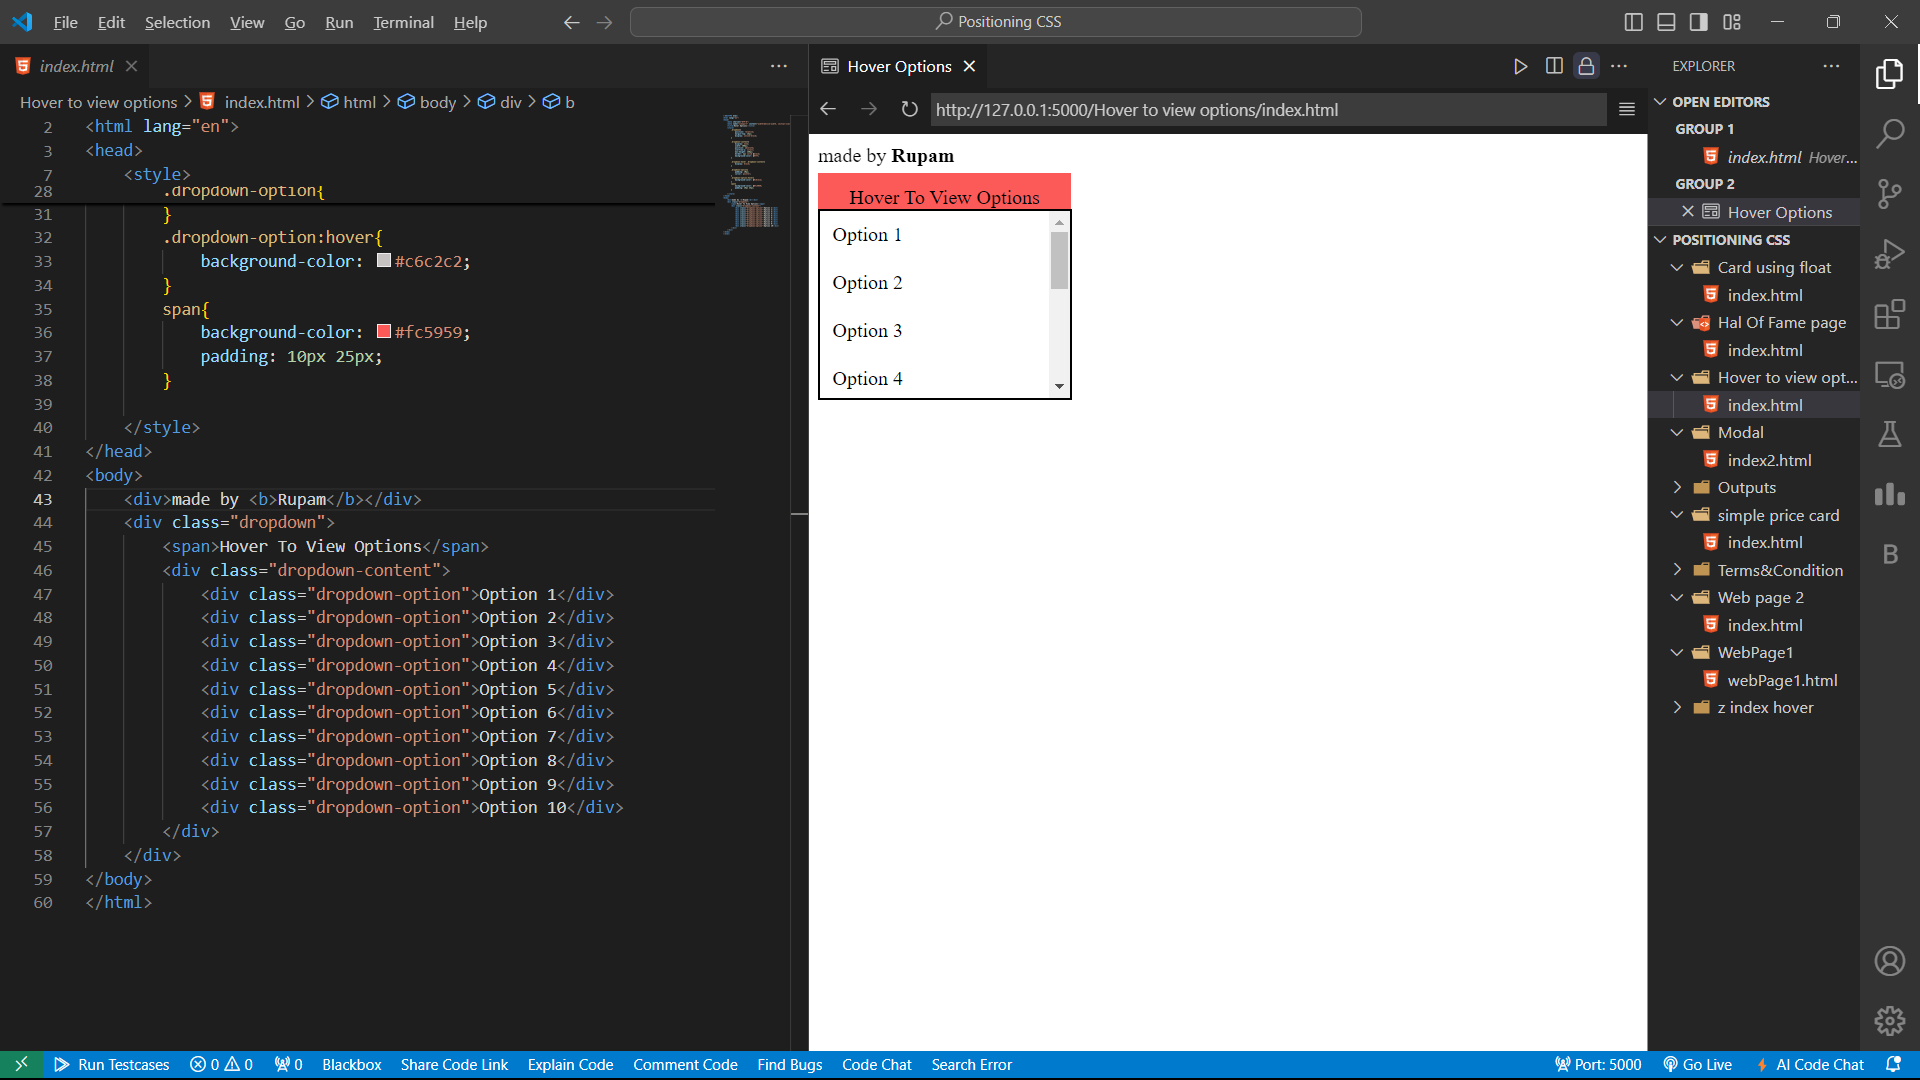 File Edit Selection View Go Run Terminal Help
Positioning CSS
index.html
Hover to view options > index.html > html > body > div > b
2 <html lang="en">
3 <head>
7 <style>
28 .dropdown-option{
31 }
32 .dropdown-option:hover{
33 background-color: #c6c2c2;
34 }
35 span{
36 background-color: #fc5959;
37 padding: 10px 25px;
38 }
39
40 </style>
41 </head>
42 <body>
43 <div>made by <b>Rupam</b></div>
44 <div class="dropdown">
45 <span>Hover To View Options</span>
46 <div class="dropdown-content">
47 <div class="dropdown-option">Option 1</div>
48 <div class="dropdown-option">Option 2</div>
49 <div class="dropdown-option">Option 3</div>
50 <div class="dropdown-option">Option 4</div>
51 <div class="dropdown-option">Option 5</div>
52 <div class="dropdown-option">Option 6</div>
53 <div class="dropdown-option">Option 7</div>
54 <div class="dropdown-option">Option 8</div>
55 <div class="dropdown-option">Option 9</div>
56 <div class="dropdown-option">Option 10</div>
57 </div>
58 </div>
59 </body>
60 </html>
Hover Options
http://127.0.0.1:5000/Hover to view options/index.html
made by Rupam
Hover To View Options
Option 1
Option 2
Option 3
Option 4
EXPLORER
OPEN EDITORS
GROUP 1
index.html Hover...
GROUP 2
Hover Options
POSITIONING CSS
Card using float
index.html
Hal Of Fame page
index.html
Hover to view opt...
index.html
Modal
index2.html
Outputs
simple price card
index.html
Terms&Condition
Web page 2
index.html
WebPage1
webPage1.html
z index hover
B
Run Testcases 0 0 0 Blackbox Share Code Link Explain Code Comment Code Find Bugs Code Chat Search Error Port: 5000 Go Live AI Code Chat